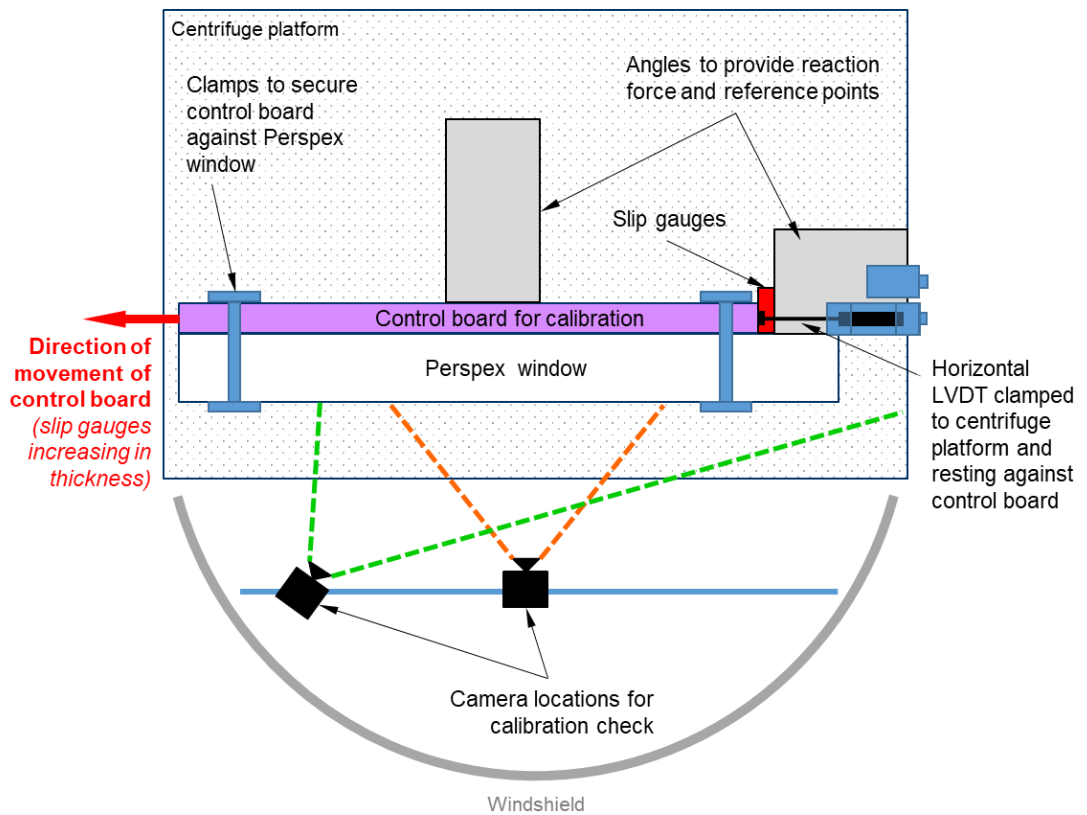 Centrifuge platform
Clamps to secure
control board
against Perspex
window
Angles to provide reaction
force and reference points
Slip gauges
Control board for calibration
Perspex window
Direction of
movement of
control board
(slip gauges
increasing in
thickness)
Horizontal
LVDT clamped
to centrifuge
platform and
resting against
control board
Camera locations for
calibration check
Windshield